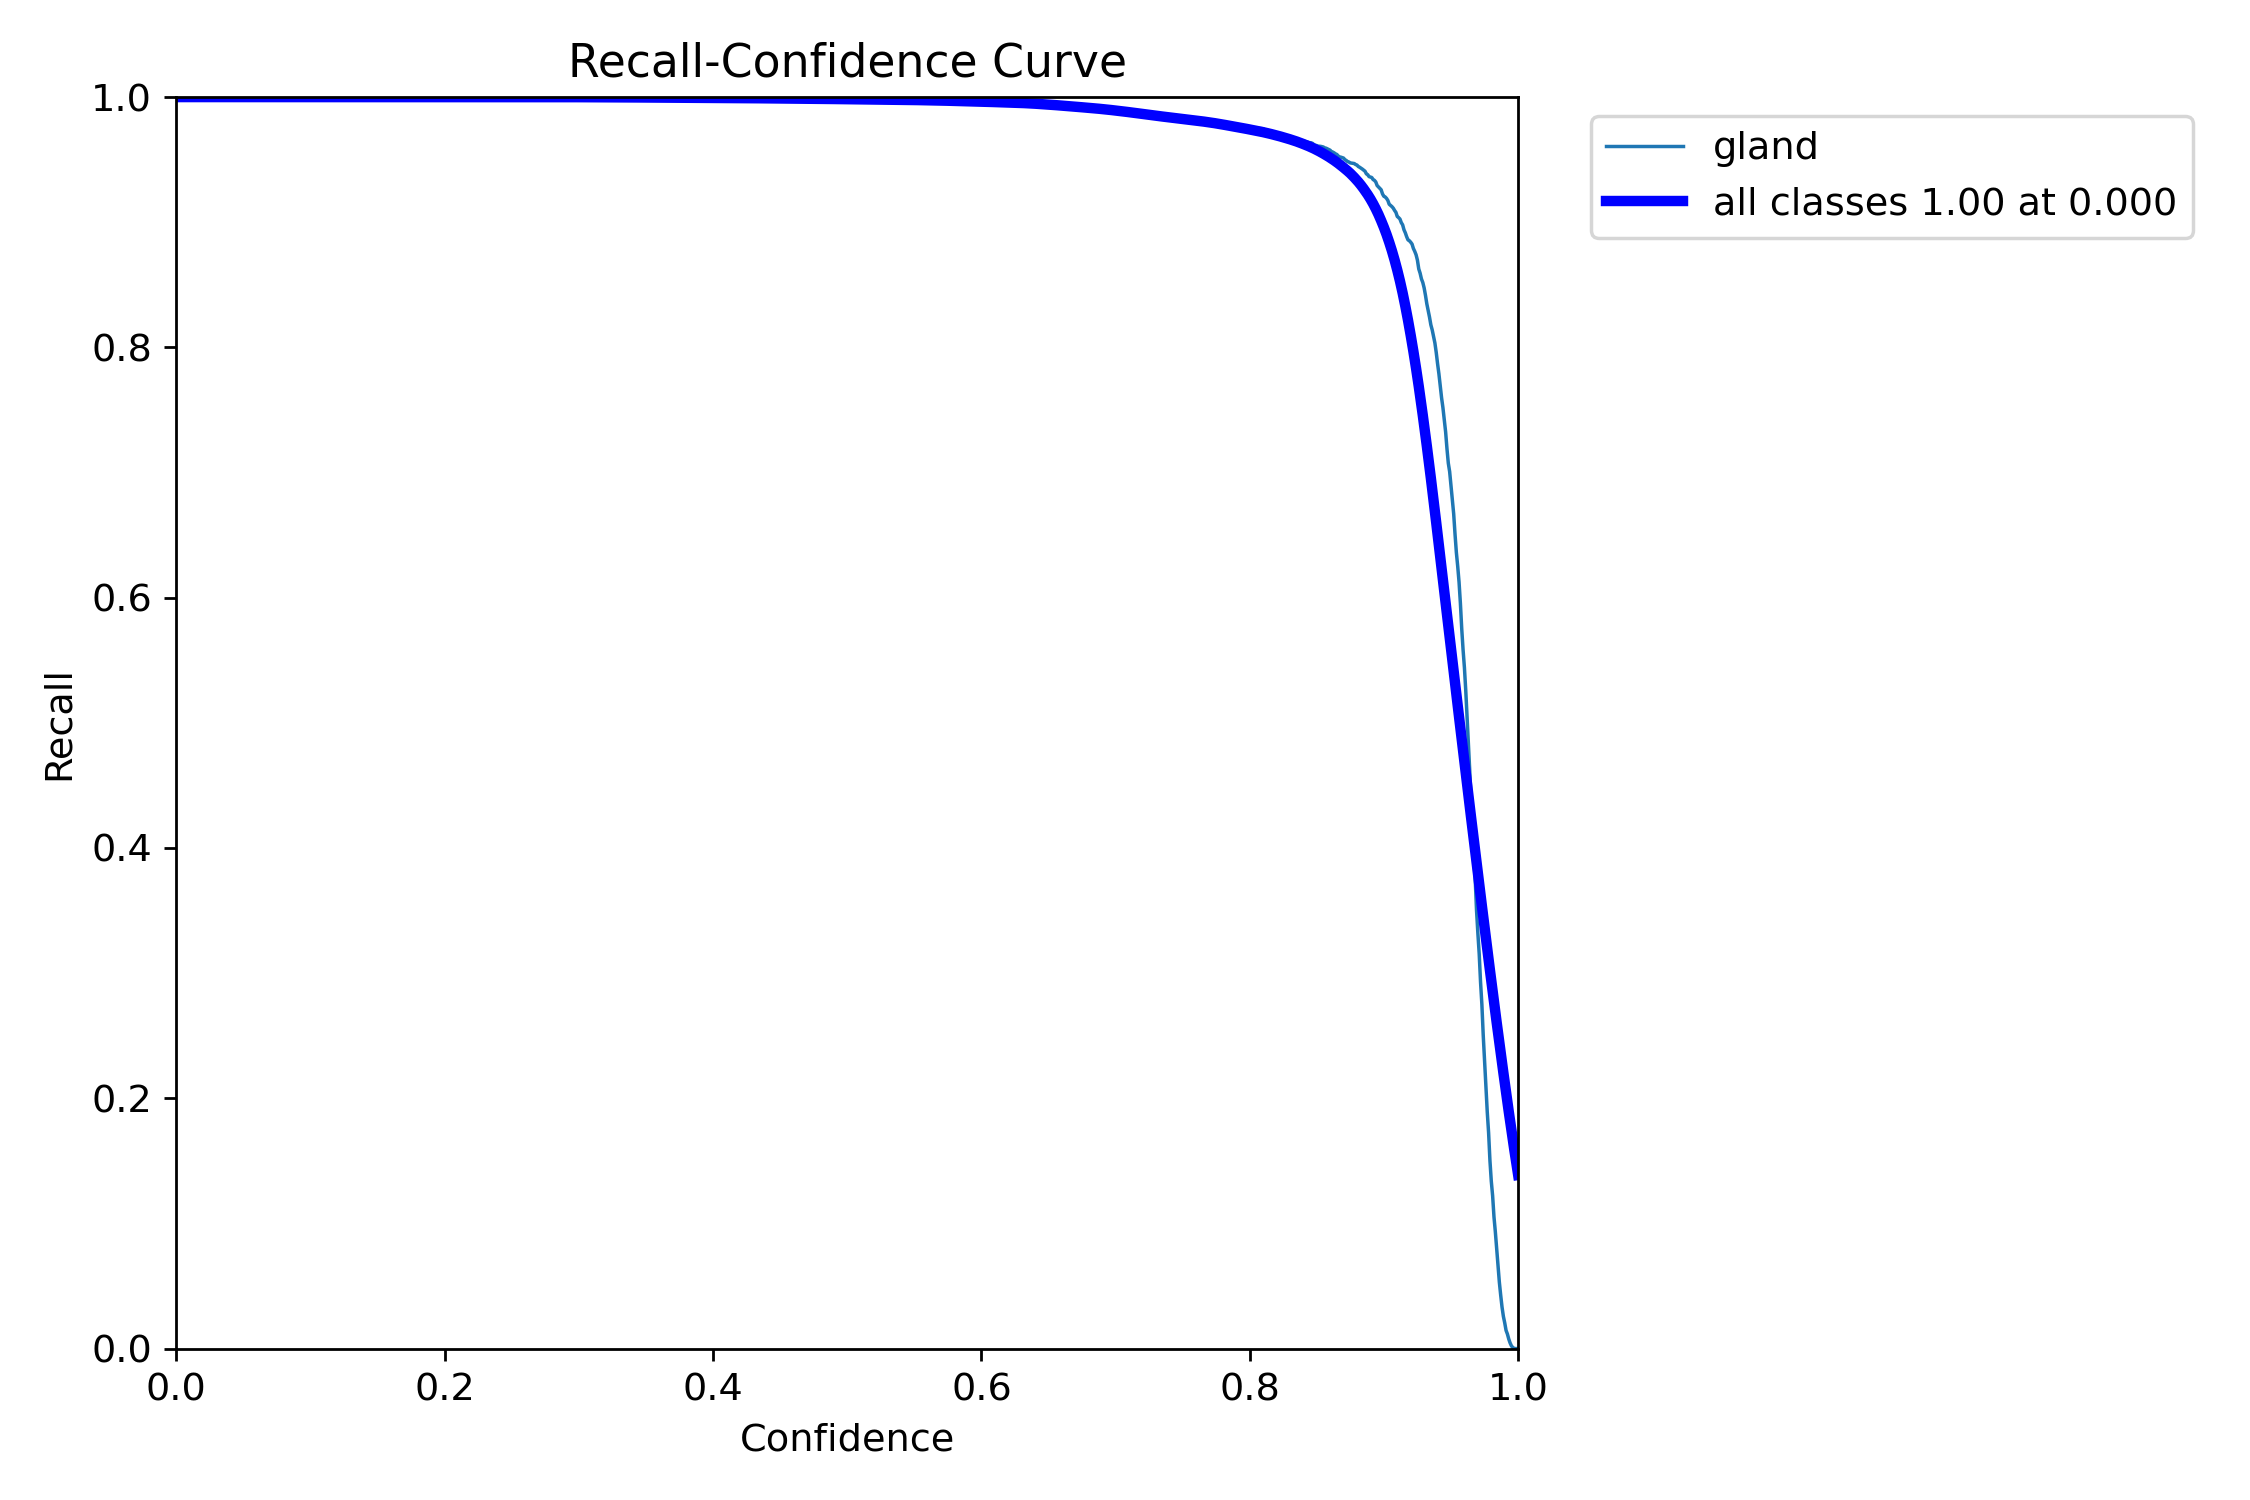 Recall-Confidence Curve
1.0
0.8
0.6
0.4
0.2
0.0
Recall
0.0 0.2 0.4 0.6 0.8 1.0
Confidence
gland
all classes 1.00 at 0.000